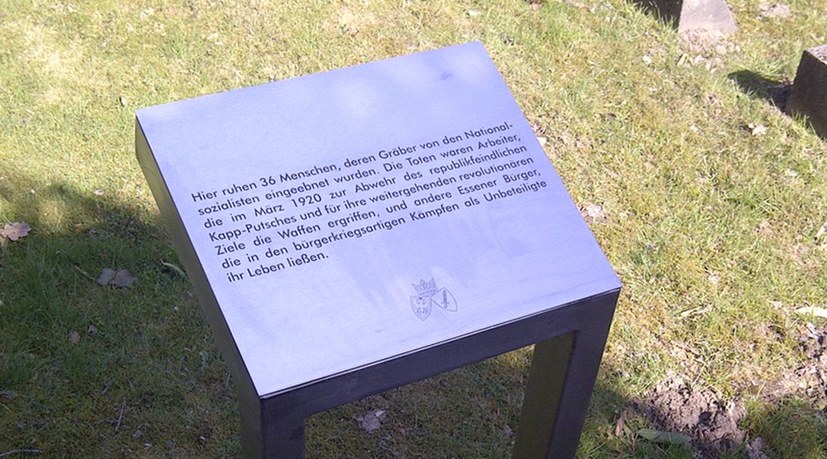 Hier ruhen 36 Menschen, deren Gräber von den National-
sozialisten eingeebnet wurden. Die Toten waren Arbeiter,
die im März 1920 zur Abwehr des republikfeindlichen
Kapp-Putsches und für ihre weitergehenden revolutionären
Ziele die Waffen ergriffen, und andere Essener Bürger,
die in den bürgerkriegsartigen Kämpfen als Unbeteiligte
ihr Leben ließen.